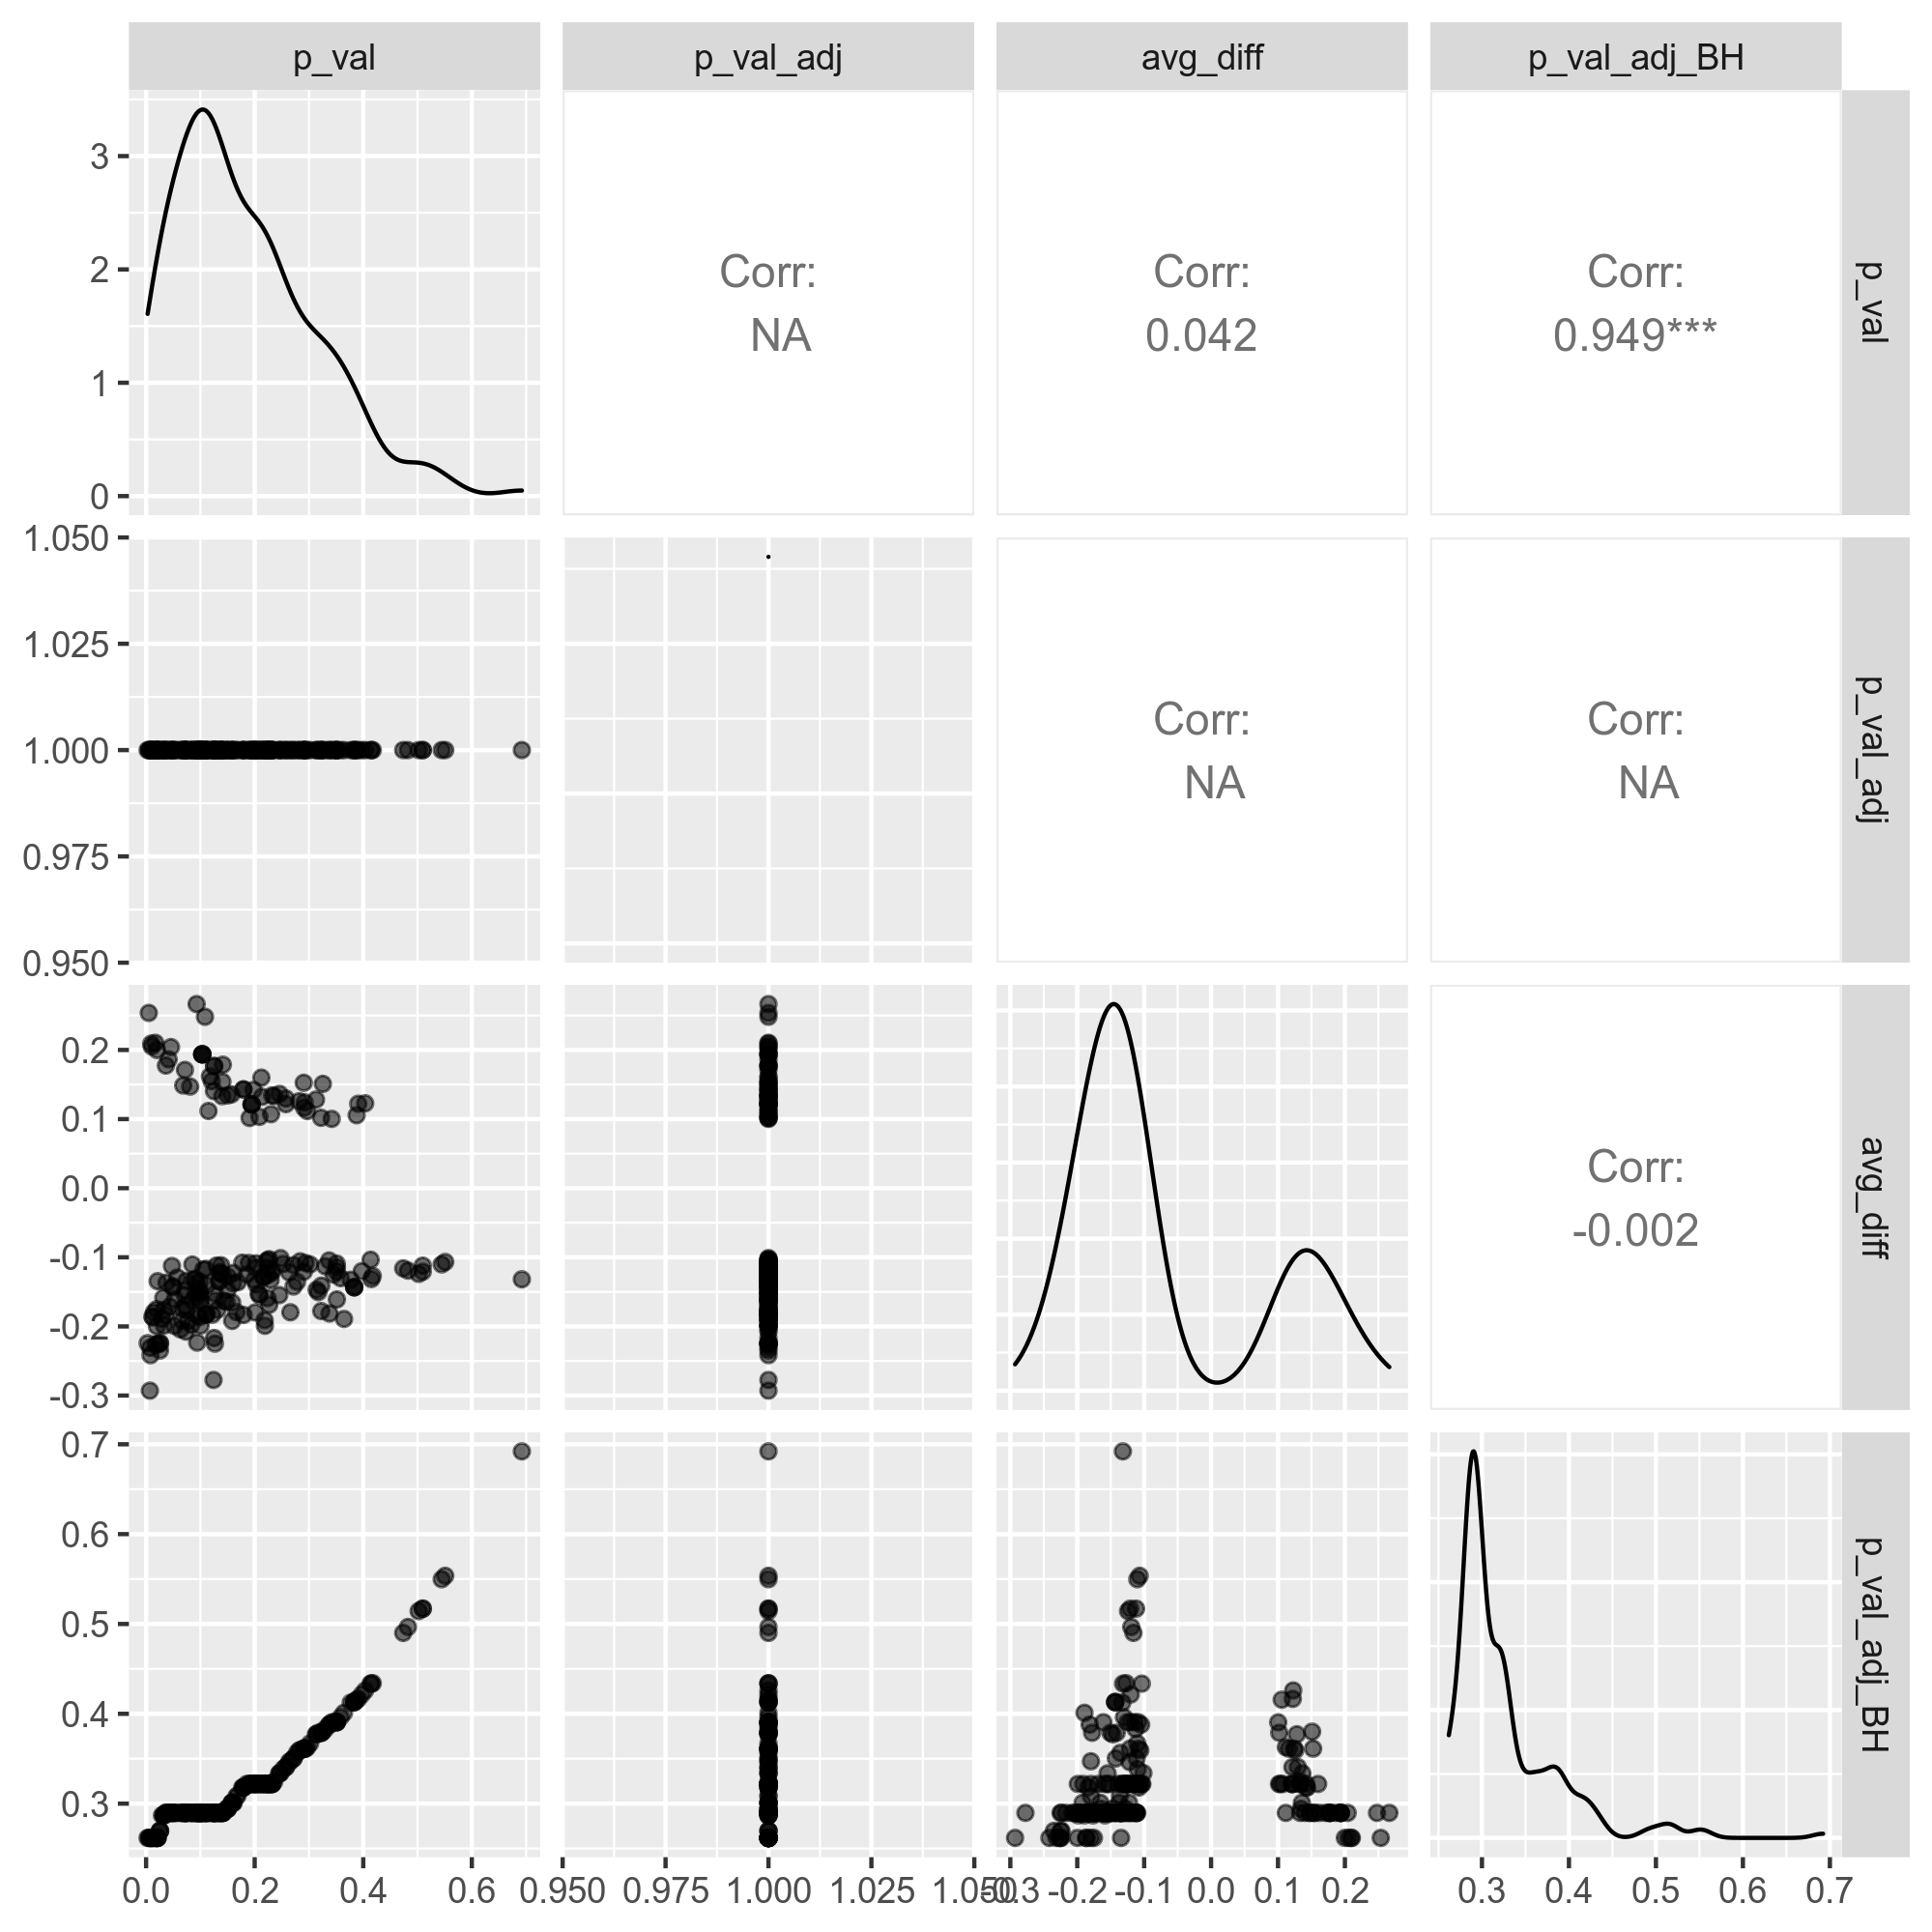 p_val
p_val_adj
avg_diff
p_val_adj_BH
3
2
1
0
Corr:
NA
Corr:
0.042
Corr:
0.949***
p_val
1.050
1.025
1.000
0.975
0.950
Corr:
NA
Corr:
NA
p_val_adj
0.2
0.1
0.0
-0.1
-0.2
-0.3
Corr:
-0.002
avg_diff
0.7
0.6
0.5
0.4
0.3
p_val_adj_BH
0.0 0.2 0.4 0.6
0.950 0.975 1.000 1.025 1.050
-0.3 -0.2 -0.1 0.0 0.1 0.2
0.3 0.4 0.5 0.6 0.7